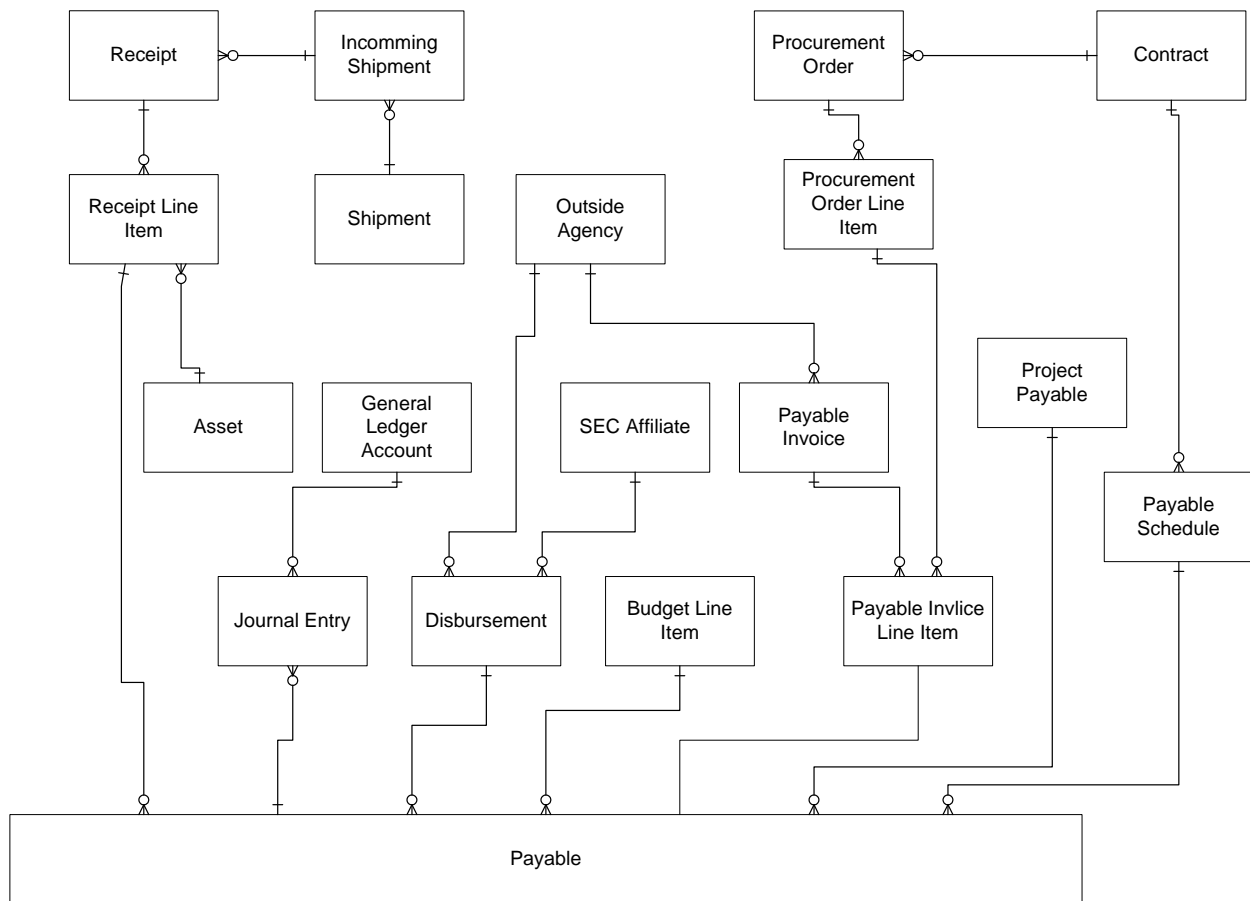 Receipt
Incomming
Shipment
Procurement
Order
Contract
Receipt Line
Item
Shipment
Outside
Agency
Procurement
Order Line
Item
Project
Payable
Asset
General
Ledger
Account
SEC Affiliate
Payable
Invoice
Payable
Schedule
Journal Entry
Disbursement
Budget Line
Item
Payable Invlice
Line Item
Payable